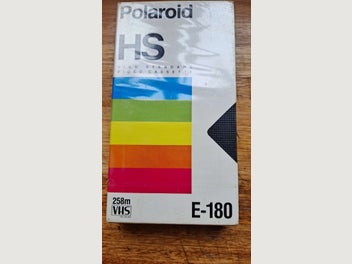 Polaroid
HS
HIGH STANDARD
VIDEO CASSETTE
258m
VHS
E-180